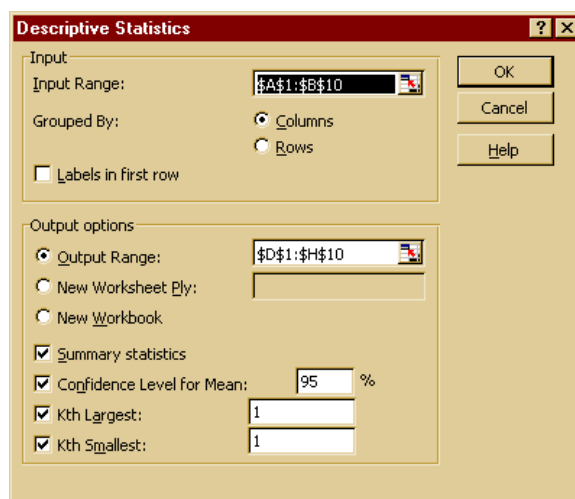 Descriptive Statistics
Input
Input Range: $A$1:$B$10
Grouped By: Columns
Rows
Labels in first row
OK
Cancel
Help
Output options
Output Range: $D$1:$H$10
New Worksheet Ply:
New Workbook
Summary statistics
Confidence Level for Mean: 95 %
Kth Largest: 1
Kth Smallest: 1